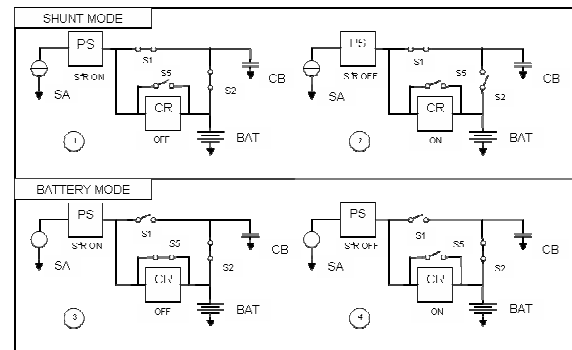 SHUNT MODE
PS
S1
S5
S2
CB
S*R ON
SA
CR
OFF
BAT
1
PS
S1
S5
S2
CB
S*R OFF
SA
CR
ON
BAT
2
BATTERY MODE
PS
S1
S5
S2
CB
S*R ON
SA
CR
OFF
BAT
3
PS
S1
S5
S2
CB
S*R OFF
SA
CR
ON
BAT
4